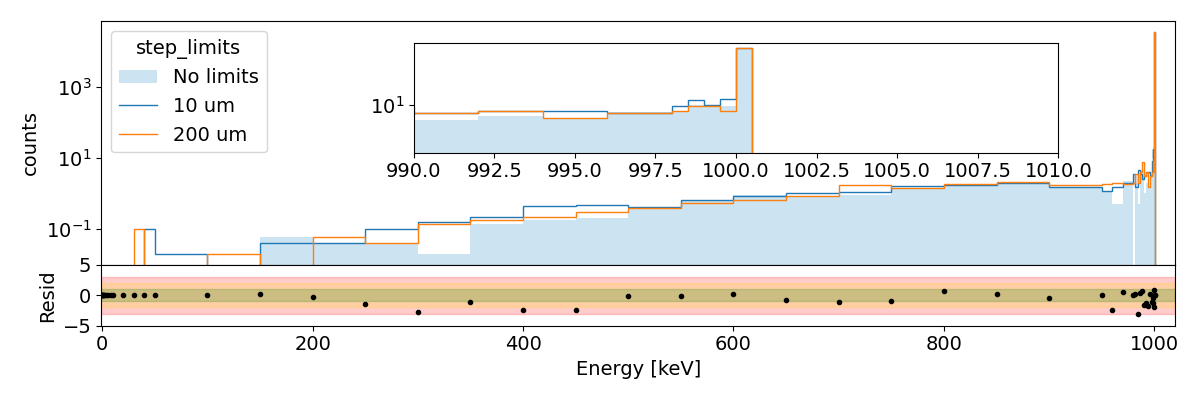 step_limits
No limits
10 um
200 um
counts
10³
10¹
10⁻¹
10¹
990.0 992.5 995.0 997.5 1000.0 1002.5 1005.0 1007.5 1010.0
Resid
5
0
−5
0 200 400 600 800 1000
Energy [keV]